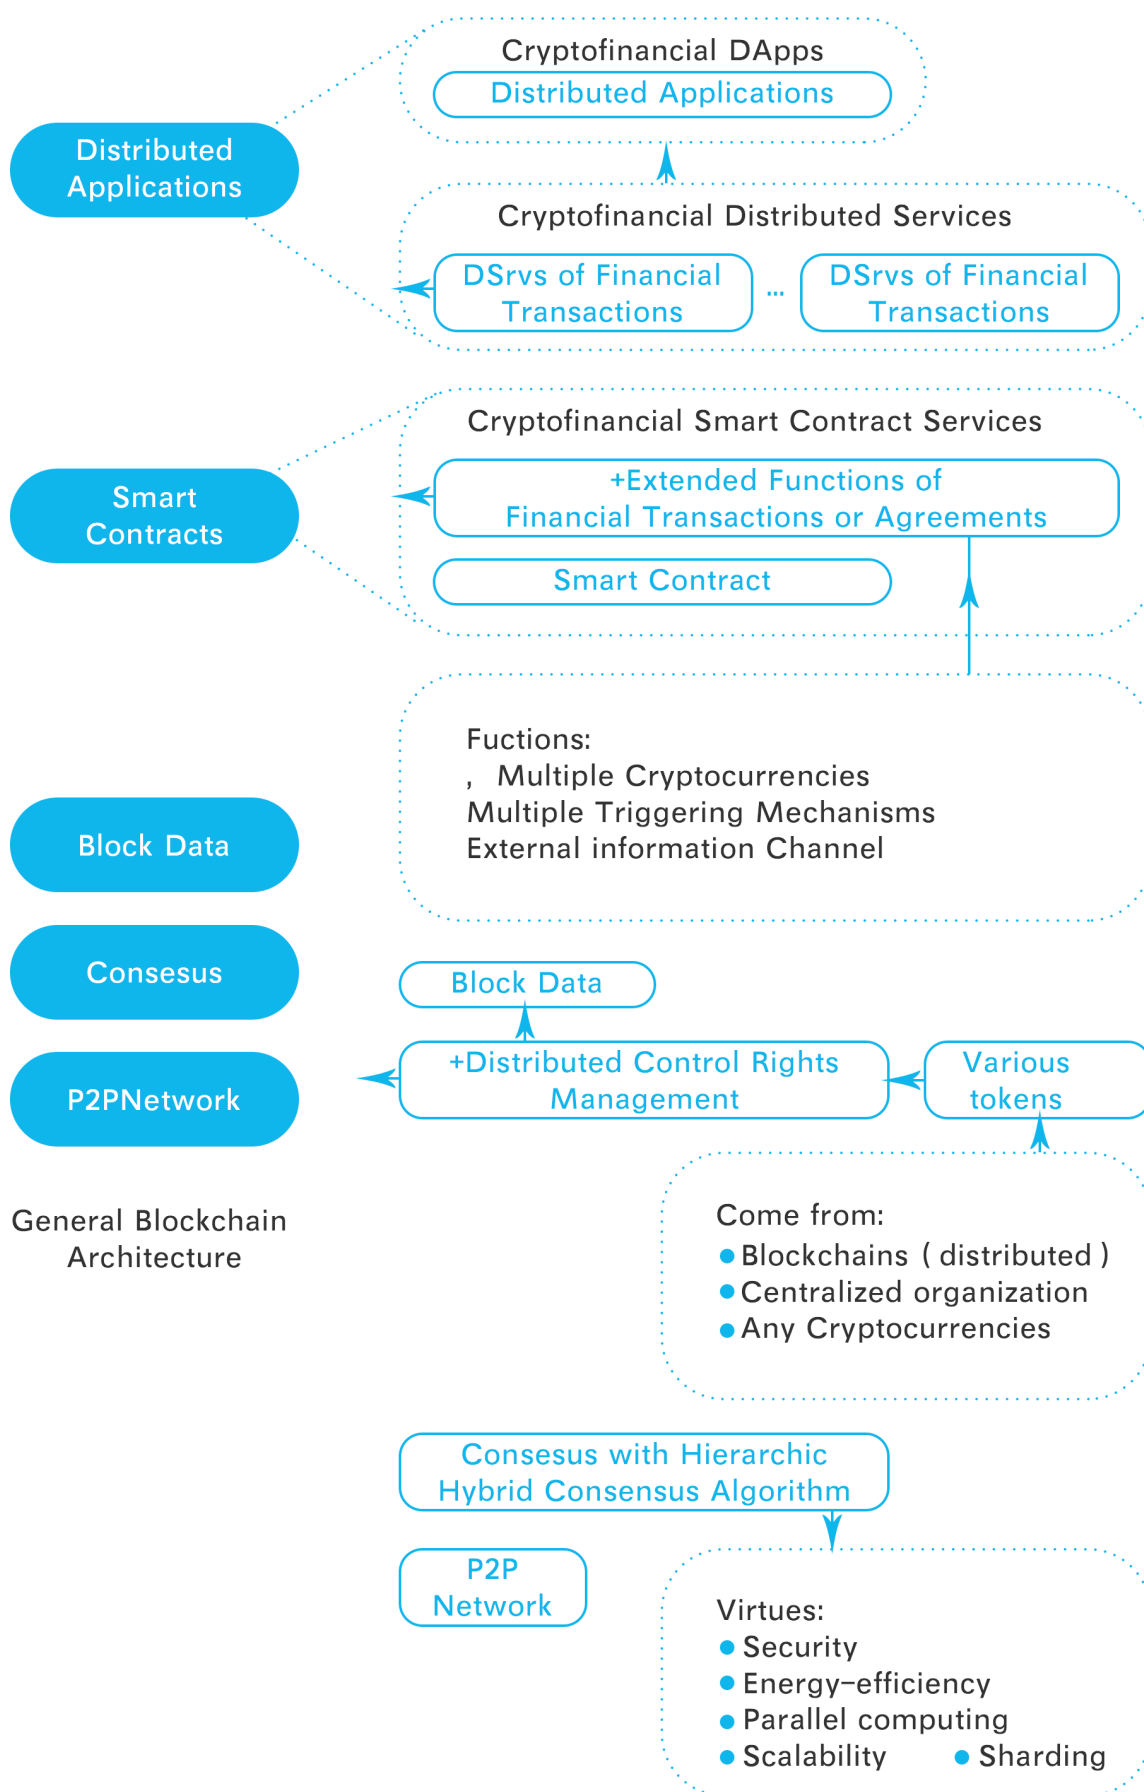 Cryptofinancial DApps
Distributed Applications
Distributed
Applications
Cryptofinancial Distributed Services
DSrvs of Financial
Transactions
...
DSrvs of Financial
Transactions
Cryptofinancial Smart Contract Services
+Extended Functions of
Financial Transactions or Agreements
Smart
Contracts
Smart Contract
Fuctions:
, Multiple Cryptocurrencies
Multiple Triggering Mechanisms
External information Channel
Block Data
Consesus
Block Data
+Distributed Control Rights
Management
Various
tokens
P2PNetwork
General Blockchain
Architecture
Come from:
● Blockchains ( distributed )
● Centralized organization
● Any Cryptocurrencies
Consesus with Hierarchic
Hybrid Consensus Algorithm
P2P
Network
Virtues:
● Security
● Energy-efficiency
● Parallel computing
● Scalability ● Sharding